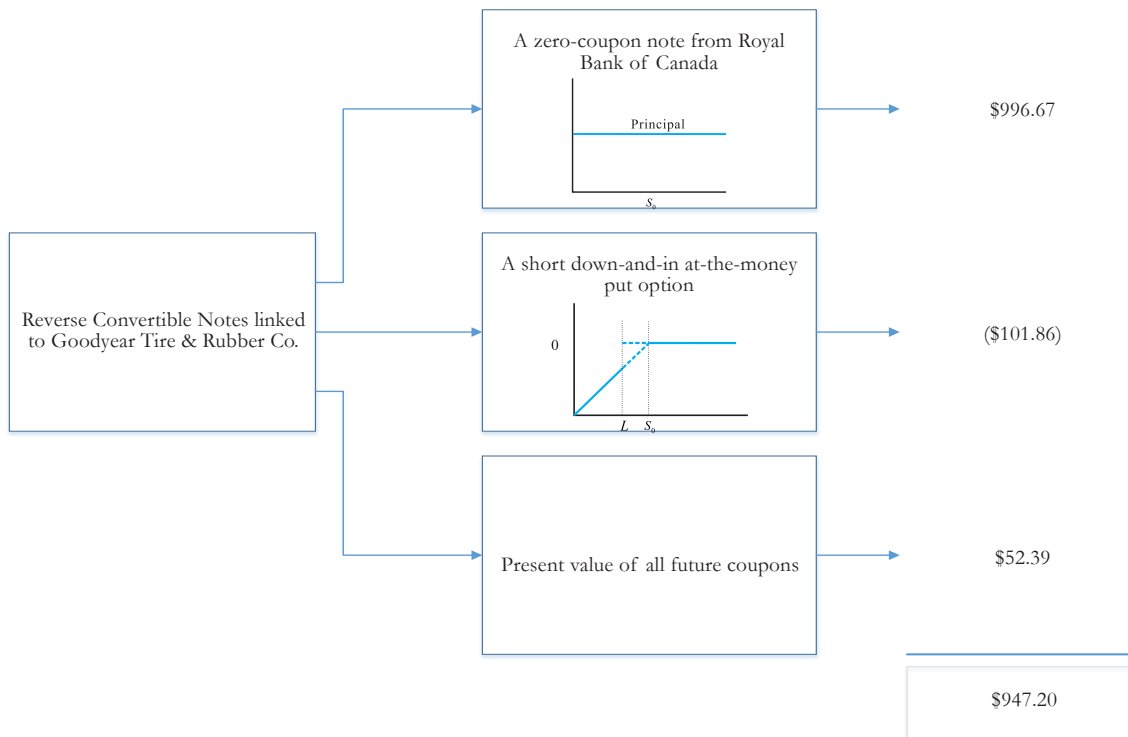 A zero-coupon note from Royal
Bank of Canada
Principal
S₀
$996.67
Reverse Convertible Notes linked
to Goodyear Tire & Rubber Co.
A short down-and-in at-the-money
put option
0
L S₀
($101.86)
Present value of all future coupons
$52.39
$947.20